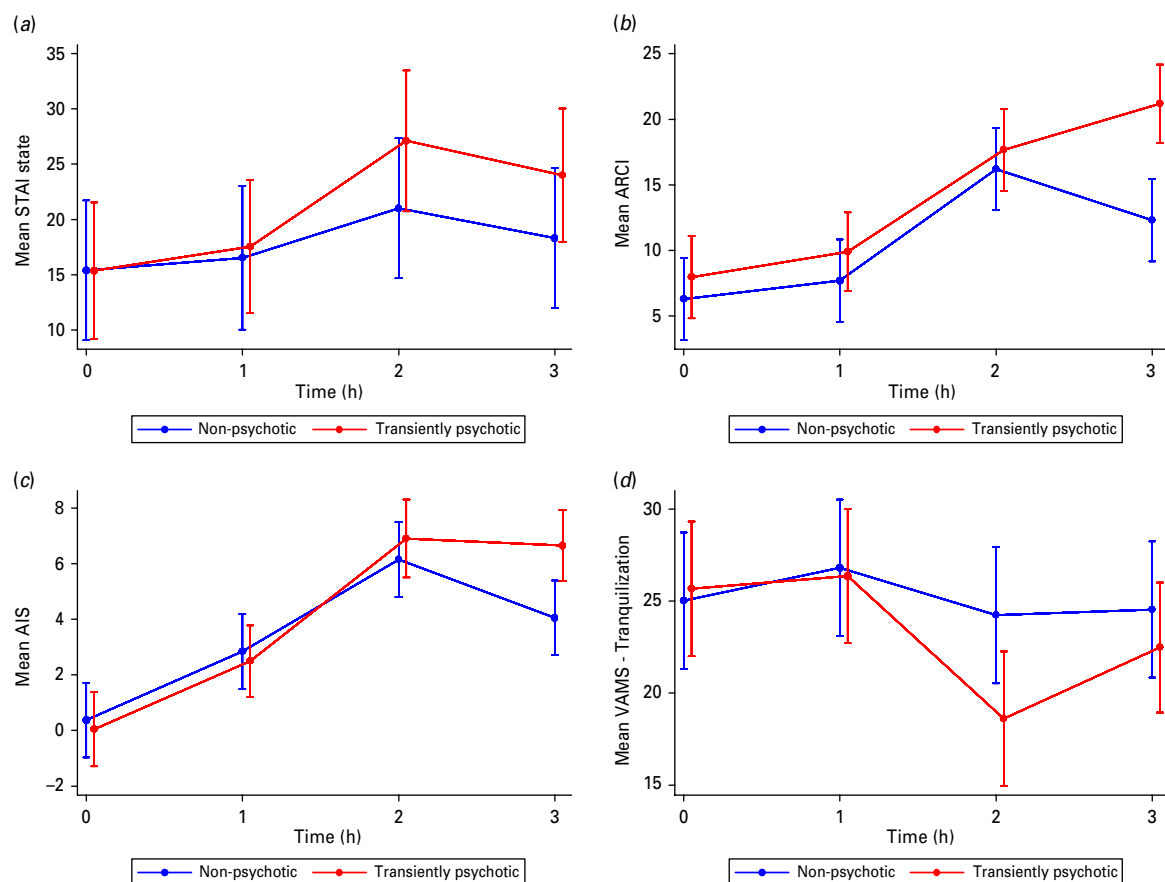 (a)
35
30
25
20
15
10
Mean STAI state
0 1 2 3
Time (h)
Non-psychotic Transiently psychotic
(b)
25
20
15
10
5
Mean ARCI
0 1 2 3
Time (h)
Non-psychotic Transiently psychotic
(c)
8
6
4
2
0
–2
Mean AIS
0 1 2 3
Time (h)
Non-psychotic Transiently psychotic
(d)
30
25
20
15
Mean VAMS - Tranquilization
0 1 2 3
Time (h)
Non-psychotic Transiently psychotic